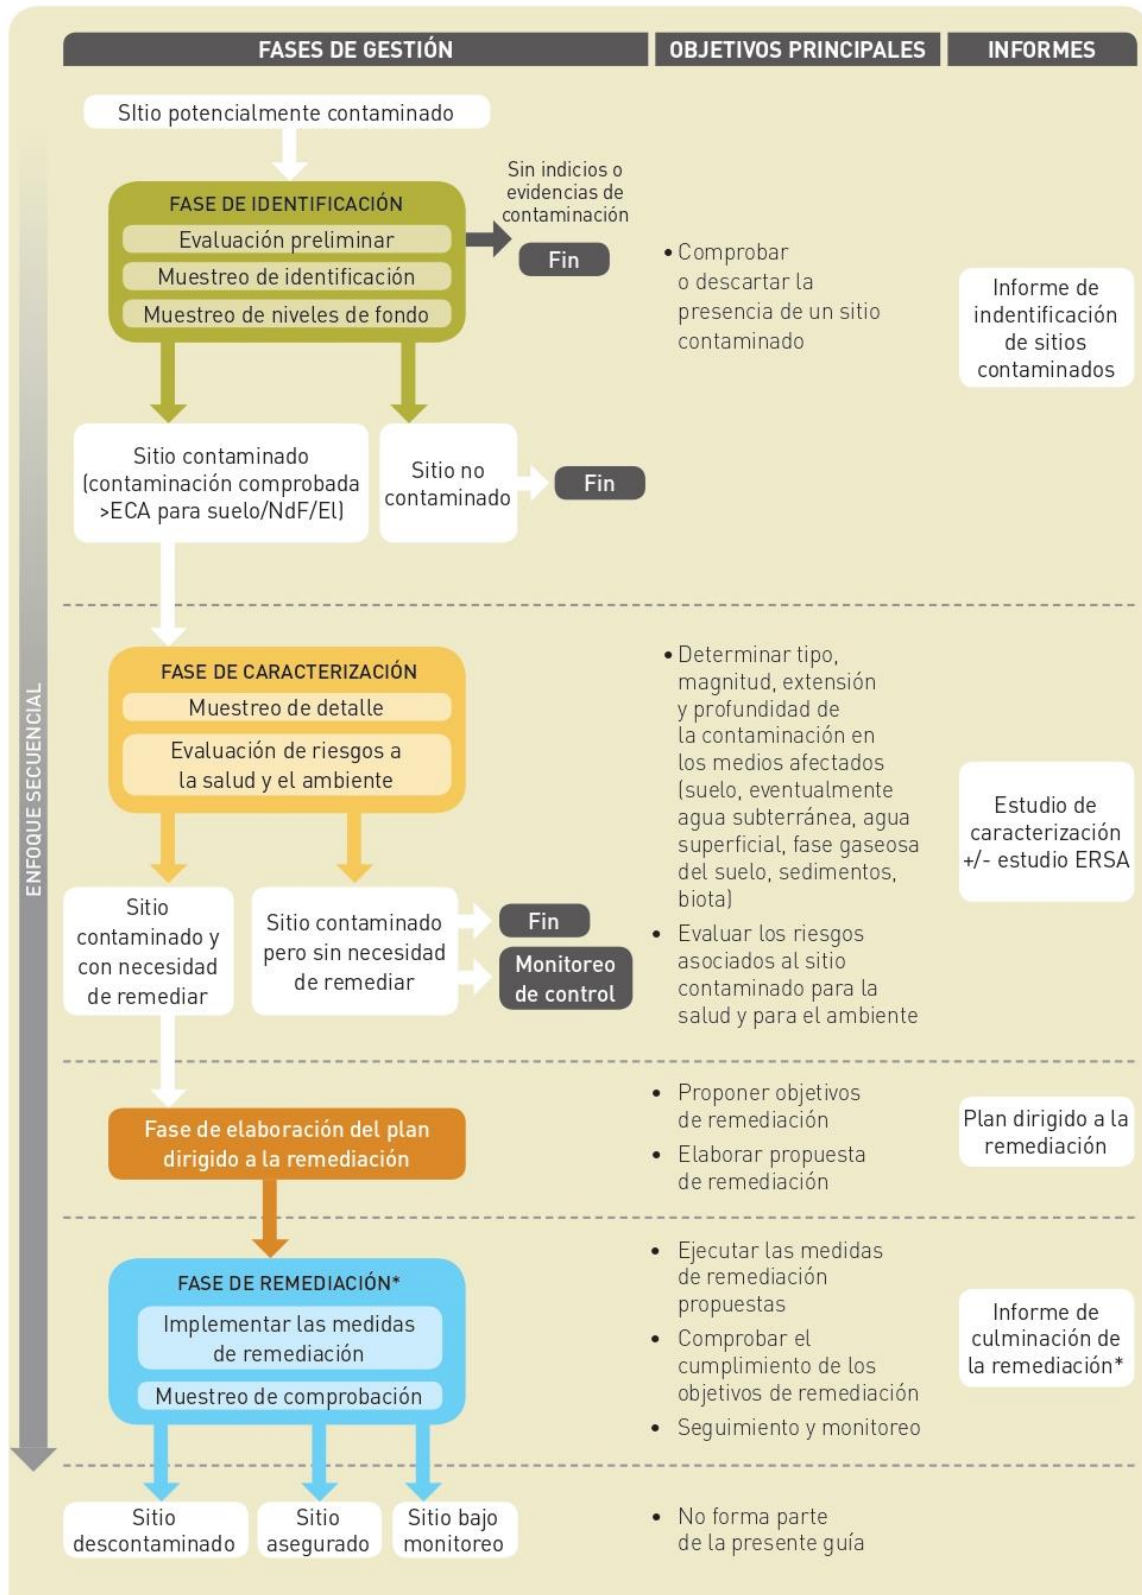 FASES DE GESTIÓN
OBJETIVOS PRINCIPALES
INFORMES
ENFOQUE SECUENCIAL
SItio potencialmente contaminado
FASE DE IDENTIFICACIÓN
Evaluación preliminar
Muestreo de identificación
Muestreo de niveles de fondo
Sin indicios o
evidencias de
contaminación
Fin
• Comprobar
o descartar la
presencia de un sitio
contaminado
Informe de
indentificación
de sitios
contaminados
Sitio contaminado
(contaminación comprobada
>ECA para suelo/NdF/El)
Sitio no
contaminado
Fin
FASE DE CARACTERIZACIÓN
Muestreo de detalle
Evaluación de riesgos a
la salud y el ambiente
• Determinar tipo,
magnitud, extensión
y profundidad de
la contaminación en
los medios afectados
(suelo, eventualmente
agua subterránea, agua
superficial, fase gaseosa
del suelo, sedimentos,
biota)
• Evaluar los riesgos
asociados al sitio
contaminado para la
salud y para el ambiente
Estudio de
caracterización
+/- estudio ERSA
Sitio
contaminado y
con necesidad
de remediar
Sitio contaminado
pero sin necesidad
de remediar
Fin
Monitoreo
de control
Fase de elaboración del plan
dirigido a la remediación
• Proponer objetivos
de remediación
• Elaborar propuesta
de remediación
Plan dirigido a la
remediación
FASE DE REMEDIACIÓN*
Implementar las medidas
de remediación
Muestreo de comprobación
• Ejecutar las medidas
de remediación
propuestas
• Comprobar el
cumplimiento de los
objetivos de remediación
• Seguimiento y monitoreo
Informe de
culminación de
la remediación*
Sitio
descontaminado
Sitio
asegurado
Sitio bajo
monitoreo
• No forma parte
de la presente guía